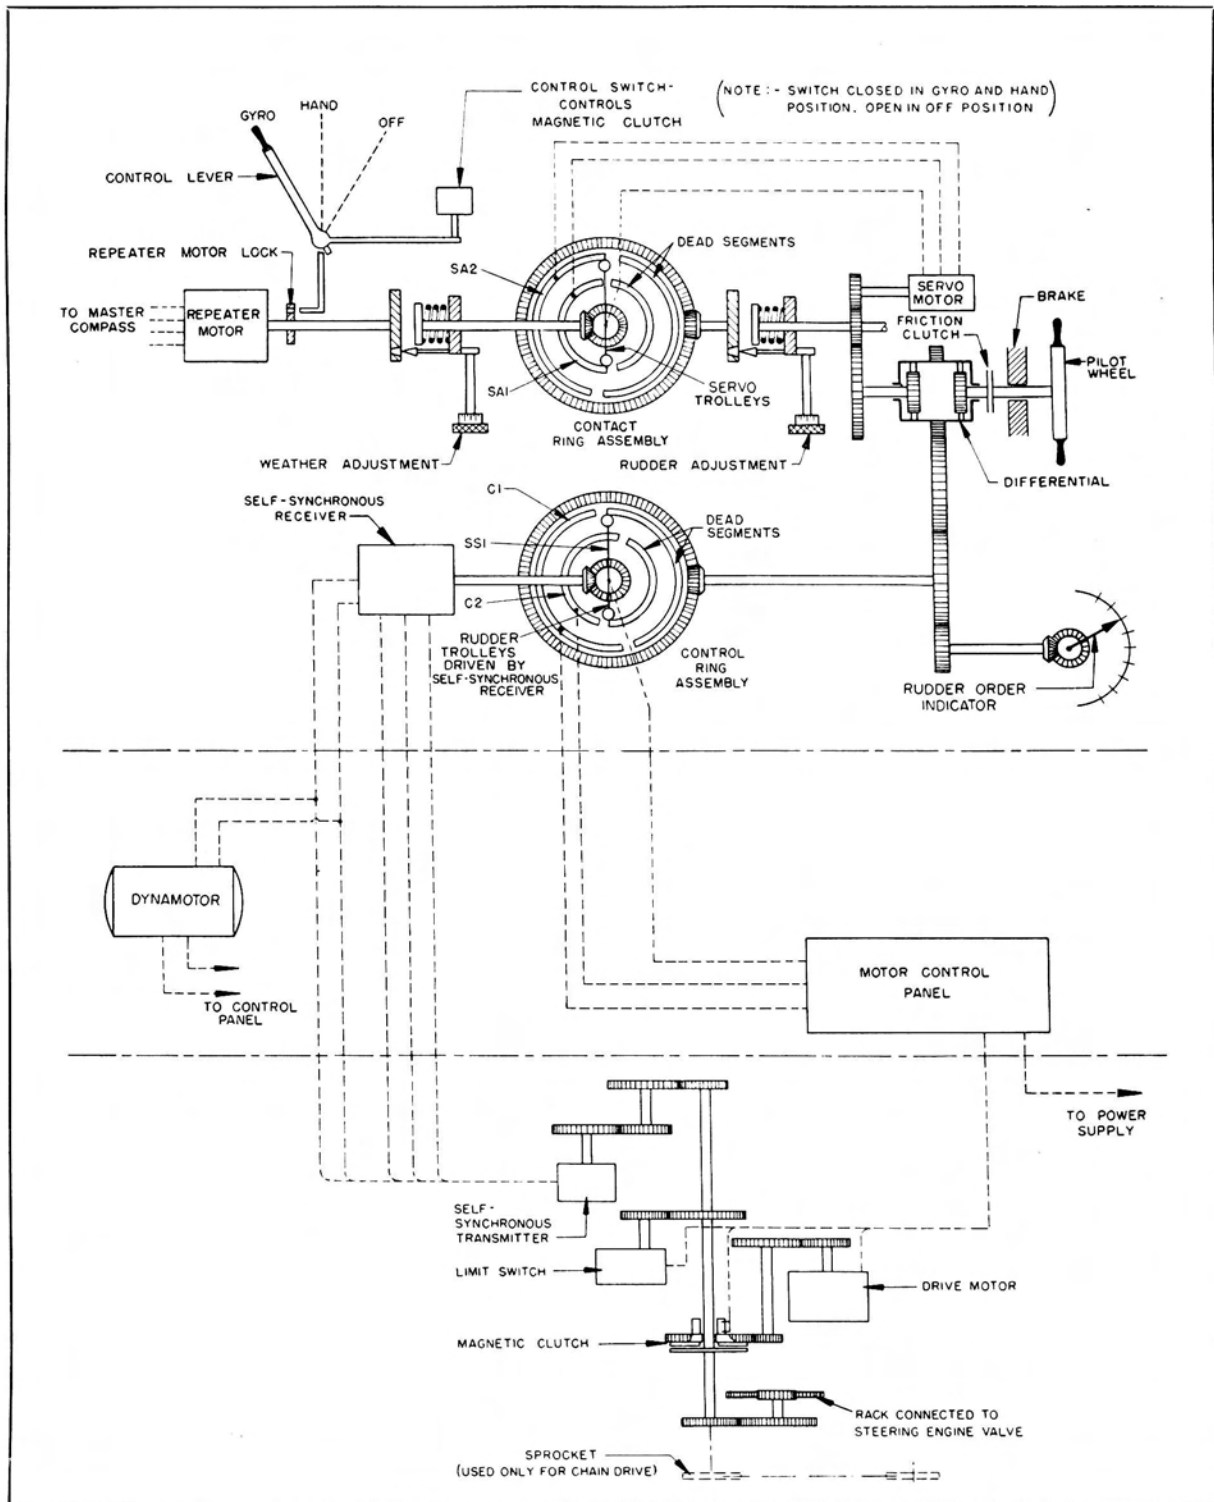 CONTROL SWITCH-
CONTROLS
MAGNETIC CLUTCH
(NOTE:- SWITCH CLOSED IN GYRO AND HAND
POSITION, OPEN IN OFF POSITION)
GYRO
HAND
OFF
CONTROL LEVER
REPEATER MOTOR LOCK
TO MASTER
COMPASS
REPEATER
MOTOR
SA2
SA1
DEAD SEGMENTS
SERVO
TROLLEYS
CONTACT
RING ASSEMBLY
WEATHER ADJUSTMENT
RUDDER ADJUSTMENT
SERVO
MOTOR
FRICTION
CLUTCH
BRAKE
PILOT
WHEEL
DIFFERENTIAL
SELF-SYNCHRONOUS
RECEIVER
C1
SS1
C2
DEAD
SEGMENTS
RUDDER
TROLLEYS
DRIVEN BY
SELF-SYNCHRONOUS
RECEIVER
CONTROL
RING
ASSEMBLY
RUDDER ORDER
INDICATOR
DYNAMOTOR
TO CONTROL
PANEL
MOTOR CONTROL
PANEL
TO POWER
SUPPLY
SELF-
SYNCHRONOUS
TRANSMITTER
LIMIT SWITCH
DRIVE MOTOR
MAGNETIC CLUTCH
RACK CONNECTED TO
STEERING ENGINE VALVE
SPROCKET
(USED ONLY FOR CHAIN DRIVE)